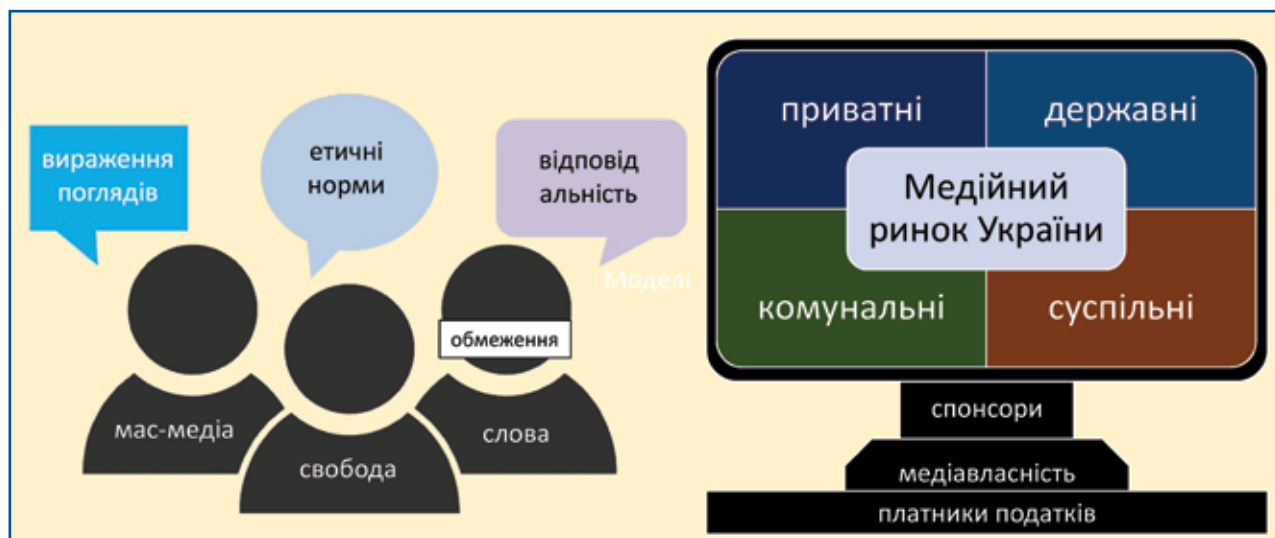 вираження
поглядів
етичні
норми
відповід
альність
Моделі
обмеження
мас-медіа
свобода
слова
приватні
державні
Медійний
ринок України
комунальні
суспільні
спонсори
медіавласність
платники податків